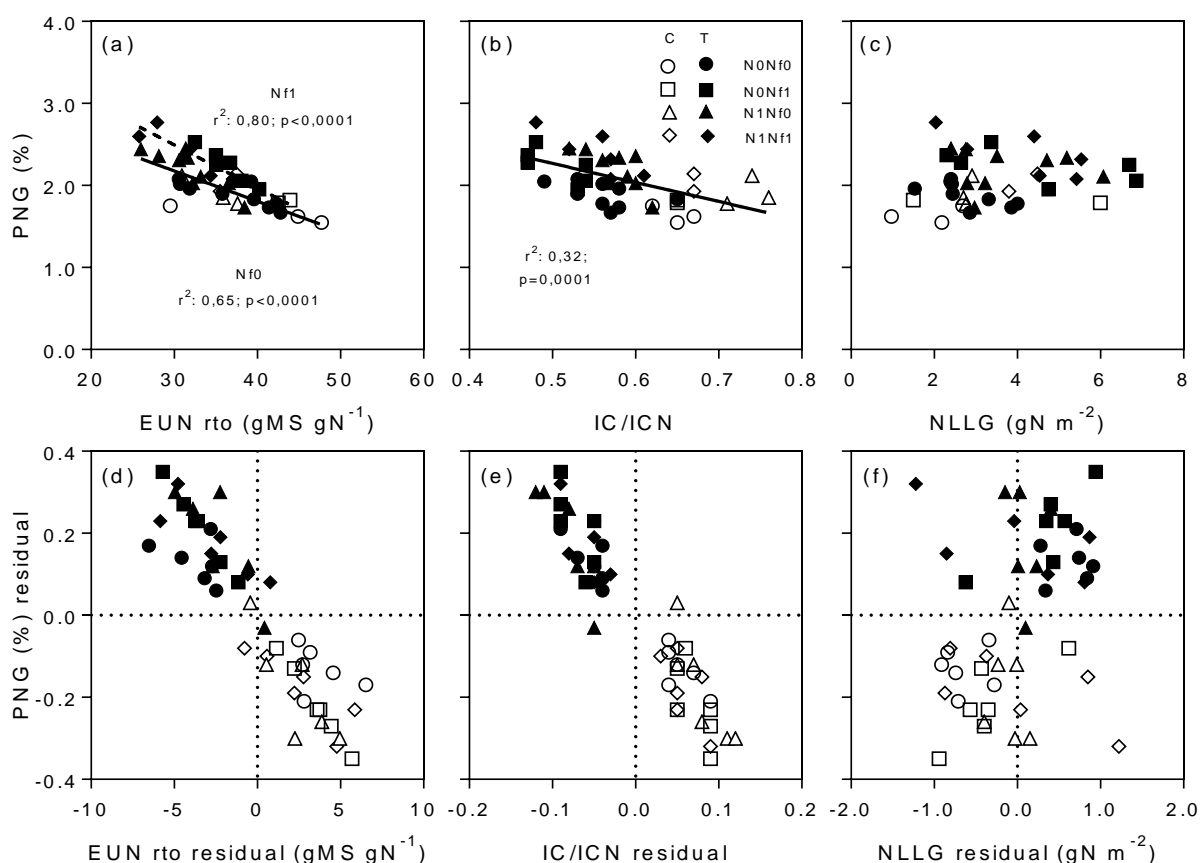 4.0
3.0
2.0
1.0
0.0
PNG (%)
(a)
Nf1
r²: 0,80; p<0,0001
Nf0
r²: 0,65; p<0,0001
20 30 40 50 60
EUN rto (gMS gN⁻¹)
(b)
C T
N0Nf0
N0Nf1
N1Nf0
N1Nf1
r²: 0,32;
p=0,0001
0.4 0.6 0.8
IC/ICN
(c)
0 2 4 6 8
NLLG (gN m⁻²)
0.4
0.2
0.0
-0.2
-0.4
PNG (%) residual
(d)
-10 -5 0 5 10
EUN rto residual (gMS gN⁻¹)
(e)
-0.2 -0.1 0.0 0.1 0.2
IC/ICN residual
(f)
-2.0 -1.0 0.0 1.0 2.0
NLLG residual (gN m⁻²)